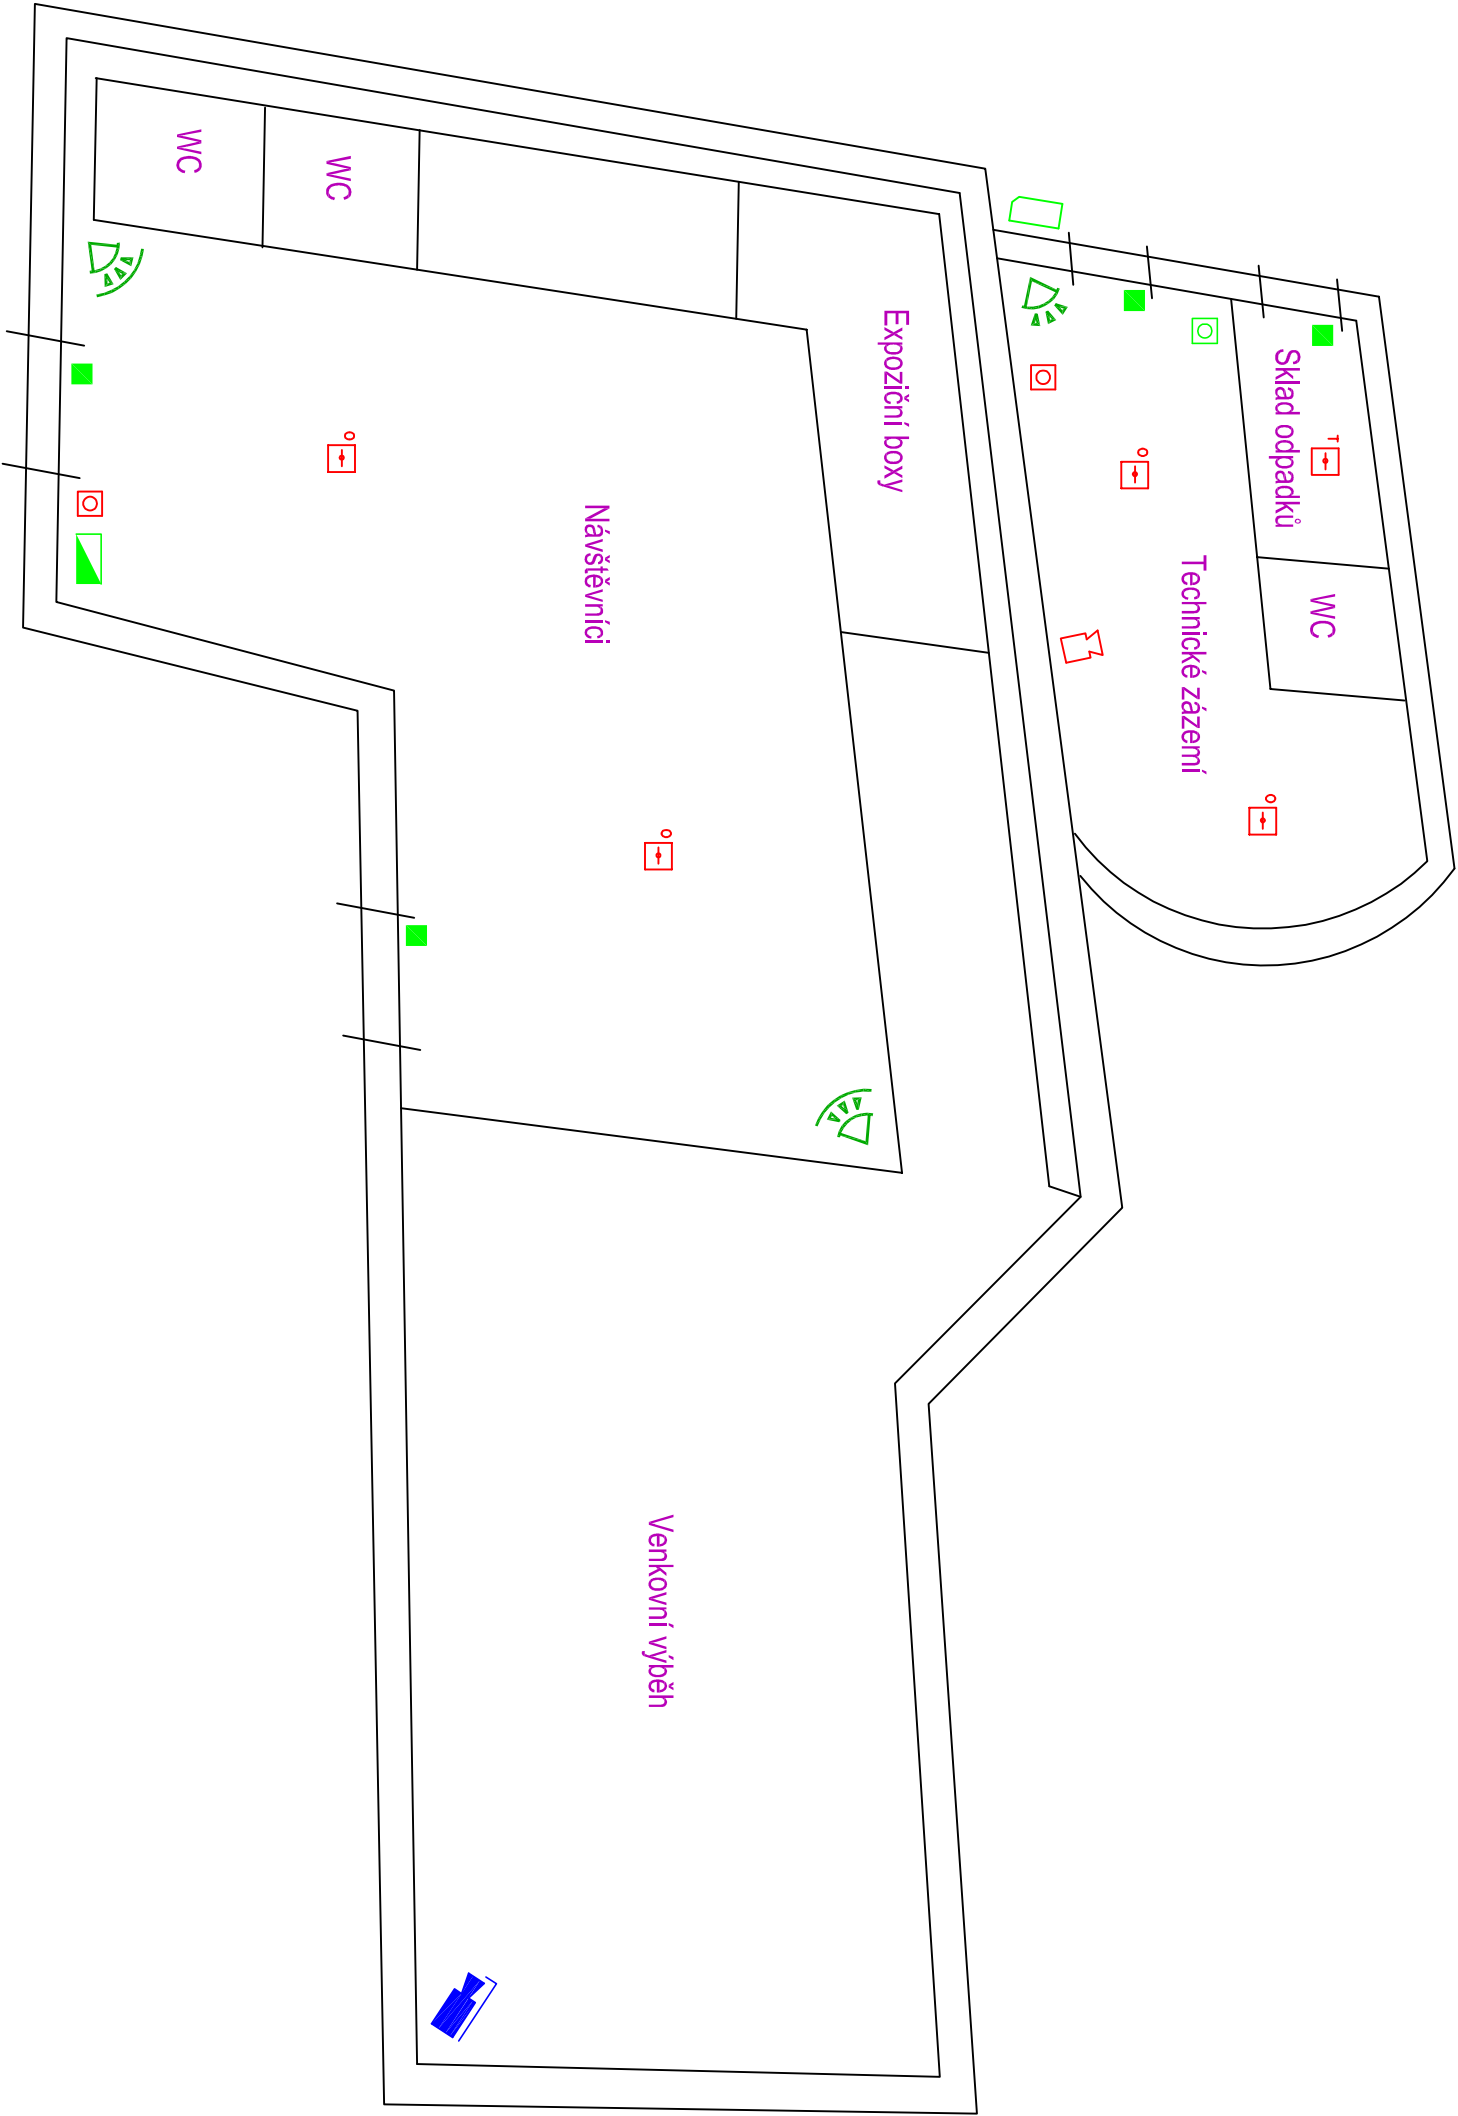 WC
WC
Expoziční boxy
Návštěvníci
Sklad odpadků
WC
Technické zázemí
Venkovní výběh
O
O
O
O
T